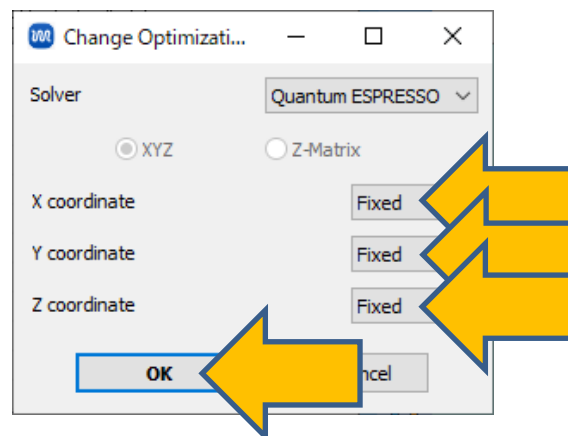 Change Optimizati...
Solver Quantum ESPRESSO
XYZ Z-Matrix
X coordinate Fixed
Y coordinate Fixed
Z coordinate Fixed
OK ncel